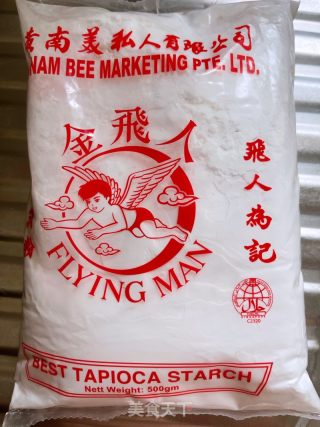 南美私人有限公司
NAM BEE MARKETING PTE. LTD.
金飛人
FLYING MAN
飛人為記
BEST TAPIOCA STARCH
Nett Weight: 500gm
美食天下